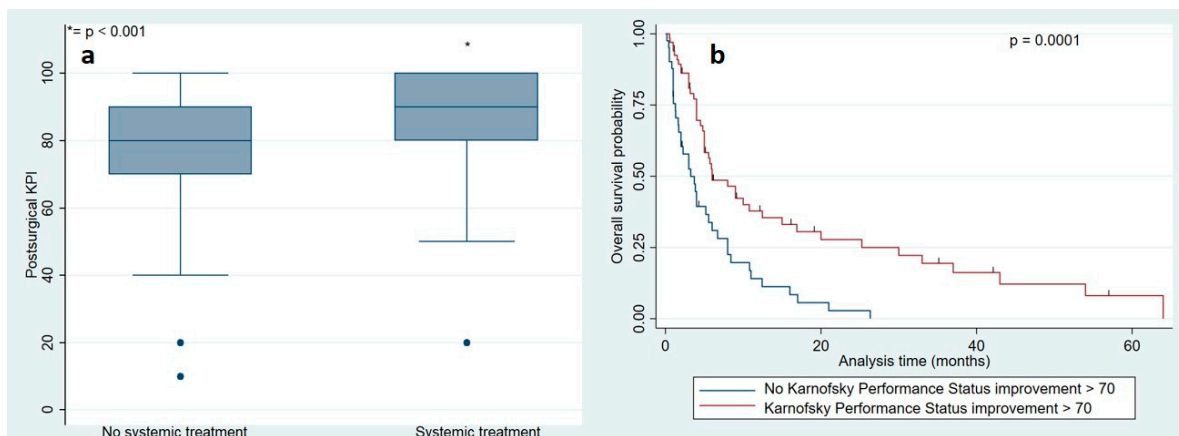 *= p < 0.001
a
*
Postsurgical KPI
100
80
60
40
20
0
No systemic treatment
Systemic treatment
b
p = 0.0001
Overall survival probability
1.00
0.75
0.50
0.25
0.00
0 20 40 60
Analysis time (months)
No Karnofsky Performance Status improvement > 70
Karnofsky Performance Status improvement > 70